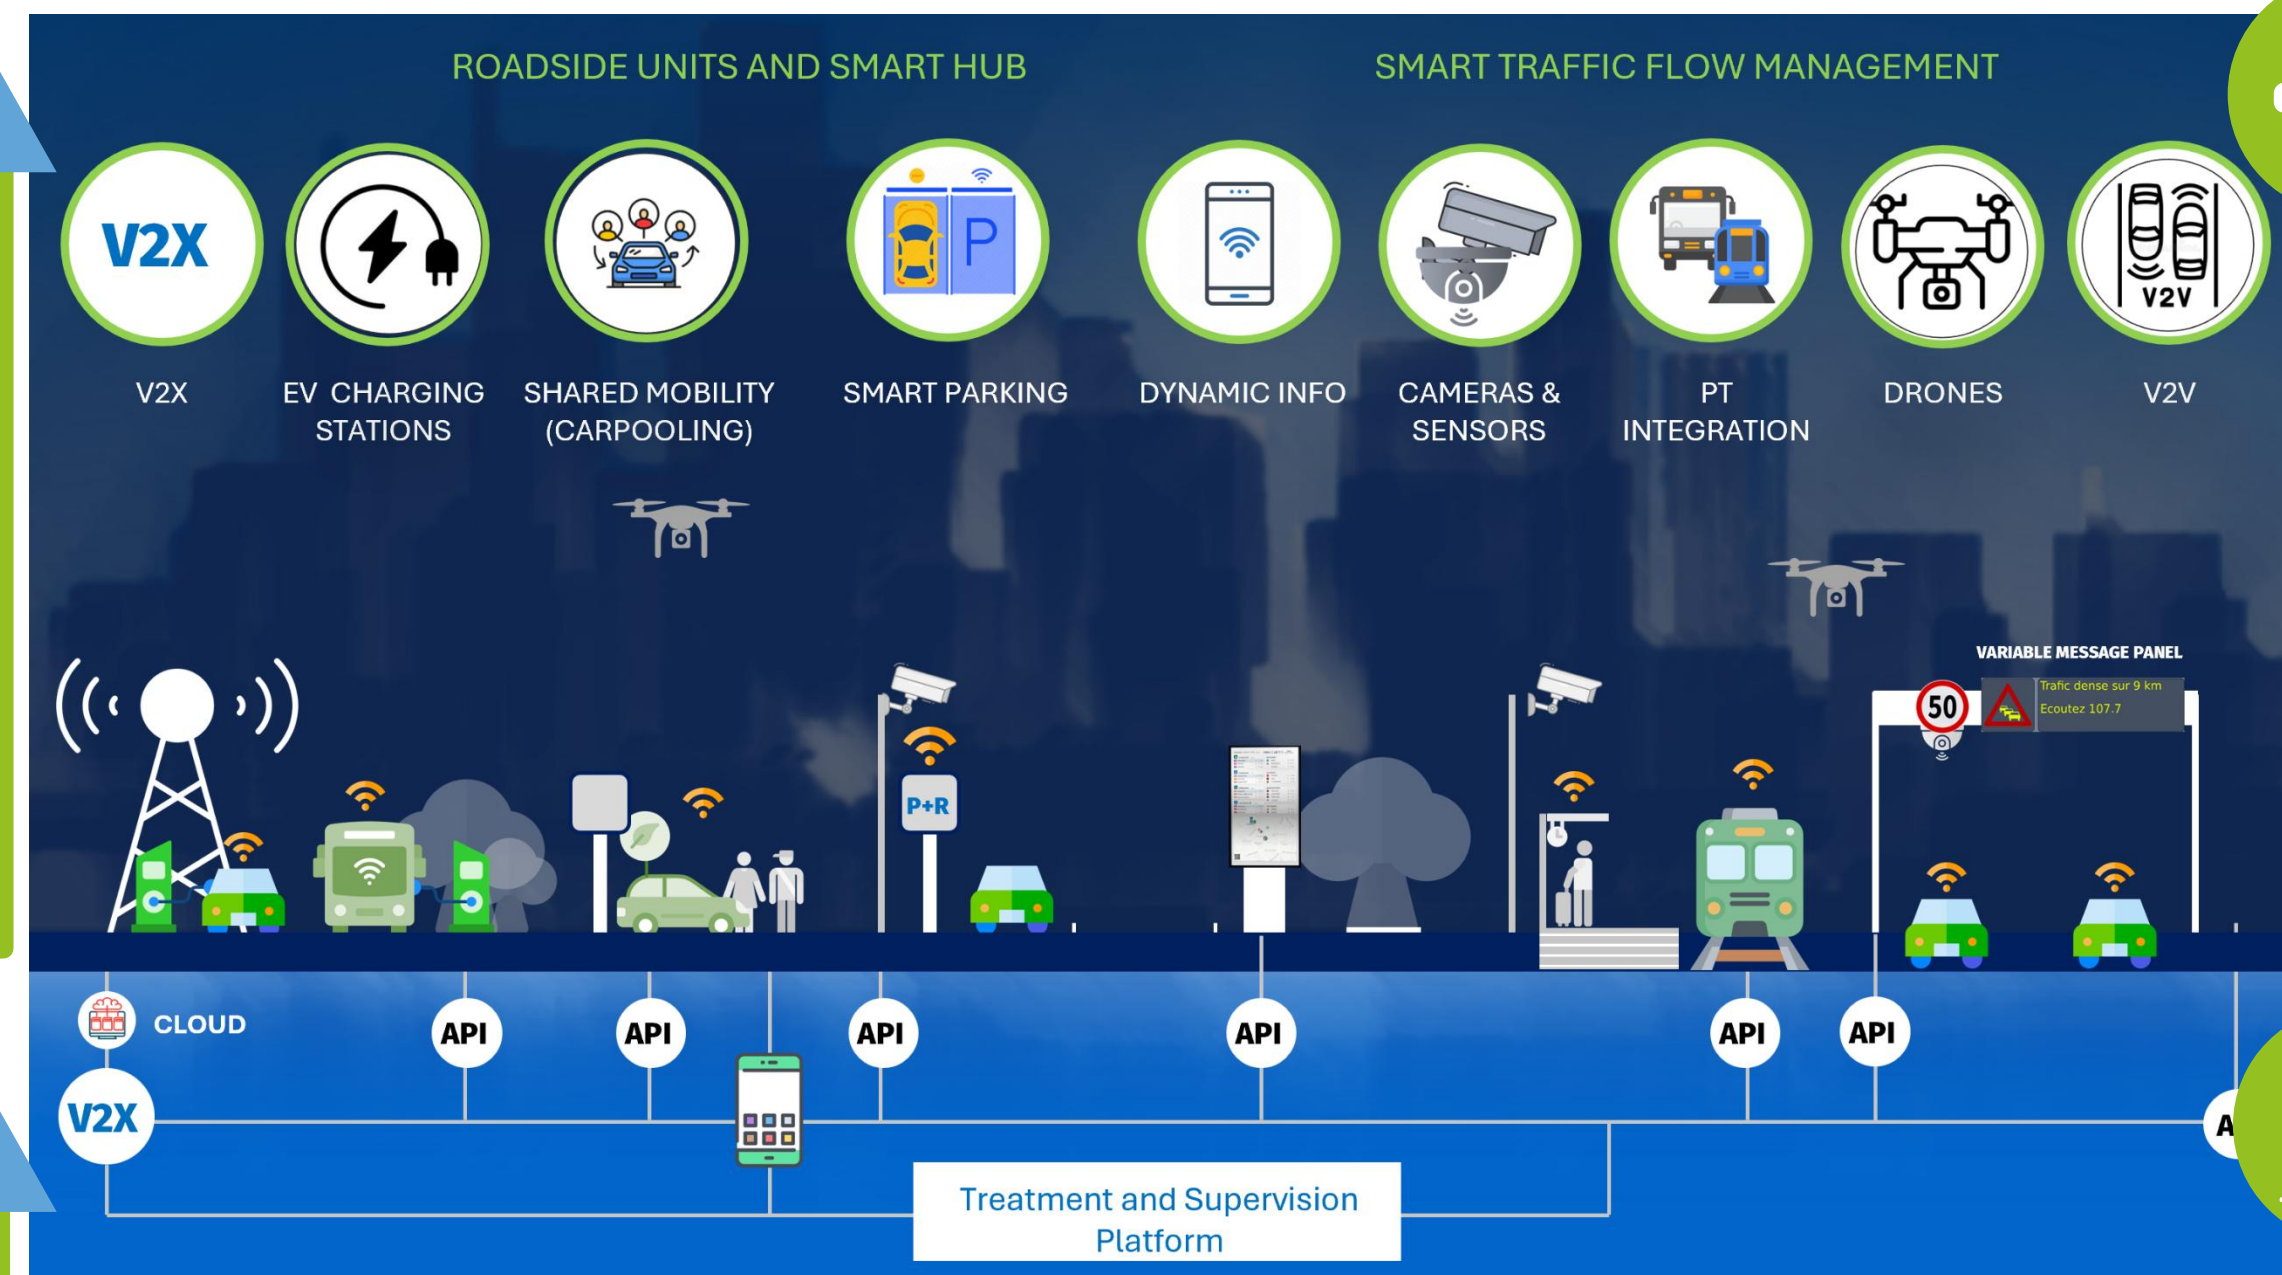 ROADSIDE UNITS AND SMART HUB
SMART TRAFFIC FLOW MANAGEMENT
V2X
P
V2V
V2X
EV CHARGING
STATIONS
SHARED MOBILITY
(CARPOOLING)
SMART PARKING
DYNAMIC INFO
CAMERAS &
SENSORS
PT
INTEGRATION
DRONES
V2V
VARIABLE MESSAGE PANEL
50
Trafic dense sur 9 km
Ecoutez 107.7
P+R
CLOUD
API
API
API
API
API
API
V2X
Treatment and Supervision
Platform